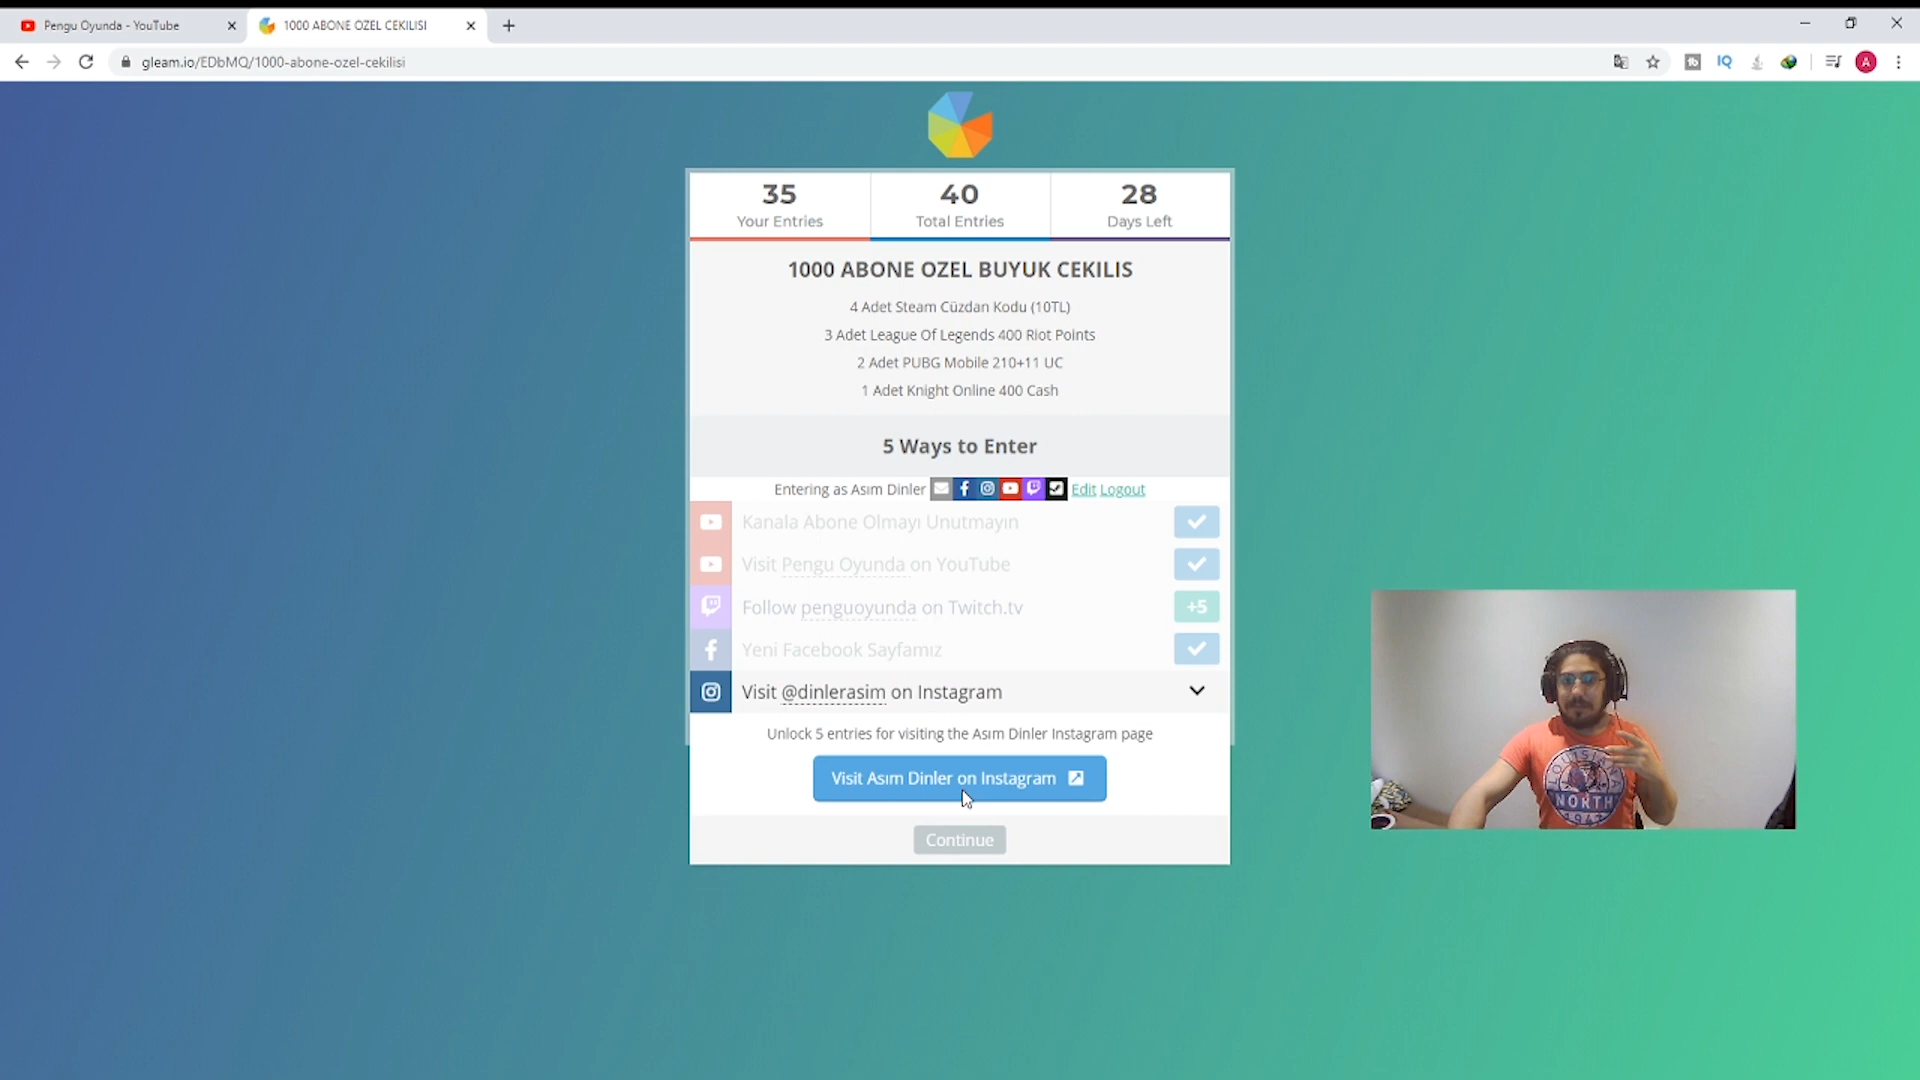 Pengu Oyunda - YouTube
1000 ABONE OZEL CEKILISI
gleam.io/EDbMQ/1000-abone-ozel-cekilisi
IQ
A
35
Your Entries
40
Total Entries
28
Days Left
1000 ABONE OZEL BUYUK CEKILIS
4 Adet Steam Cüzdan Kodu (10TL)
3 Adet League Of Legends 400 Riot Points
2 Adet PUBG Mobile 210+11 UC
1 Adet Knight Online 400 Cash
5 Ways to Enter
Entering as Asım Dinler Edit Logout
Kanala Abone Olmayı Unutmayın
Visit Pengu Oyunda on YouTube
Follow penguoyunda on Twitch.tv +5
Yeni Facebook Sayfamız
Visit @dinlerasim on Instagram
Unlock 5 entries for visiting the Asım Dinler Instagram page
Visit Asım Dinler on Instagram
Continue
NORTH
1947